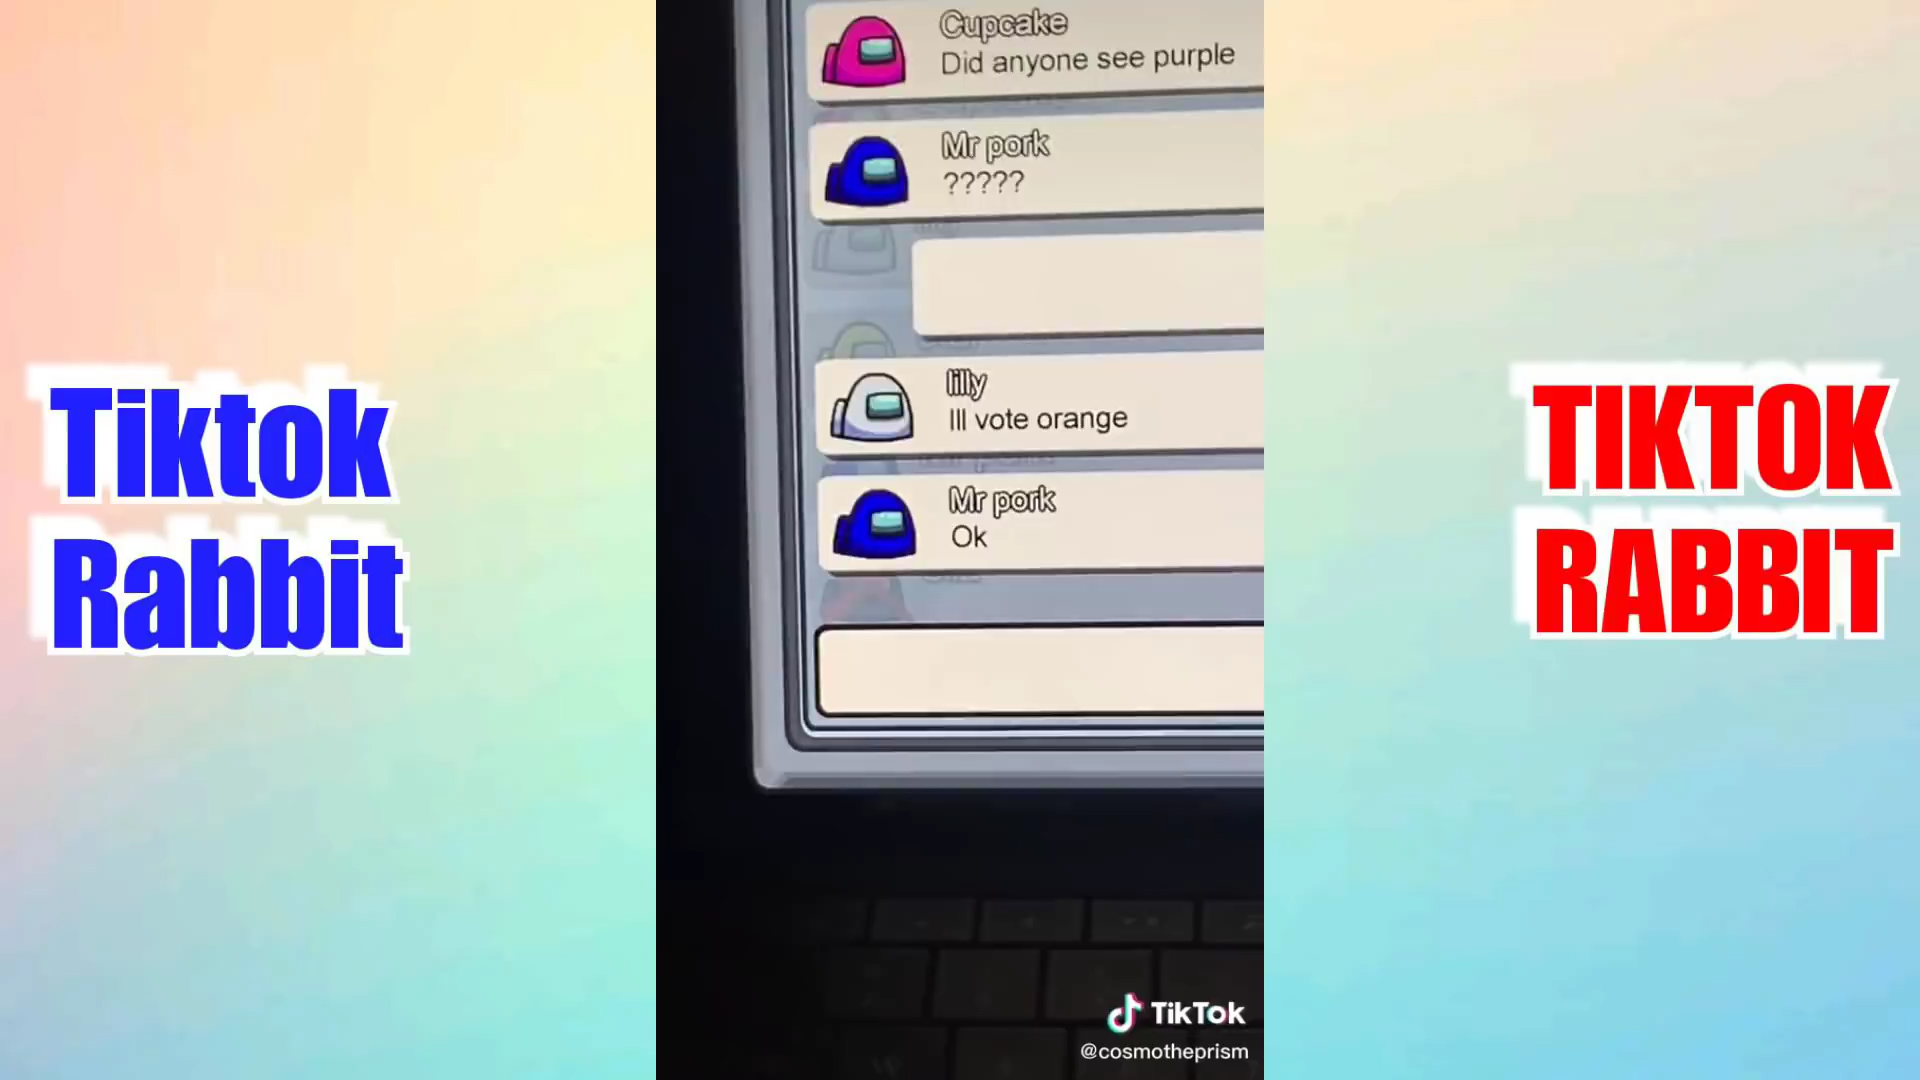 Cupcake
Did anyone see purple
Mr pork
?????
lilly
Ill vote orange
Mr pork
Ok
Tiktok
Rabbit
TIKTOK
RABBIT
TikTok
@cosmotheprism